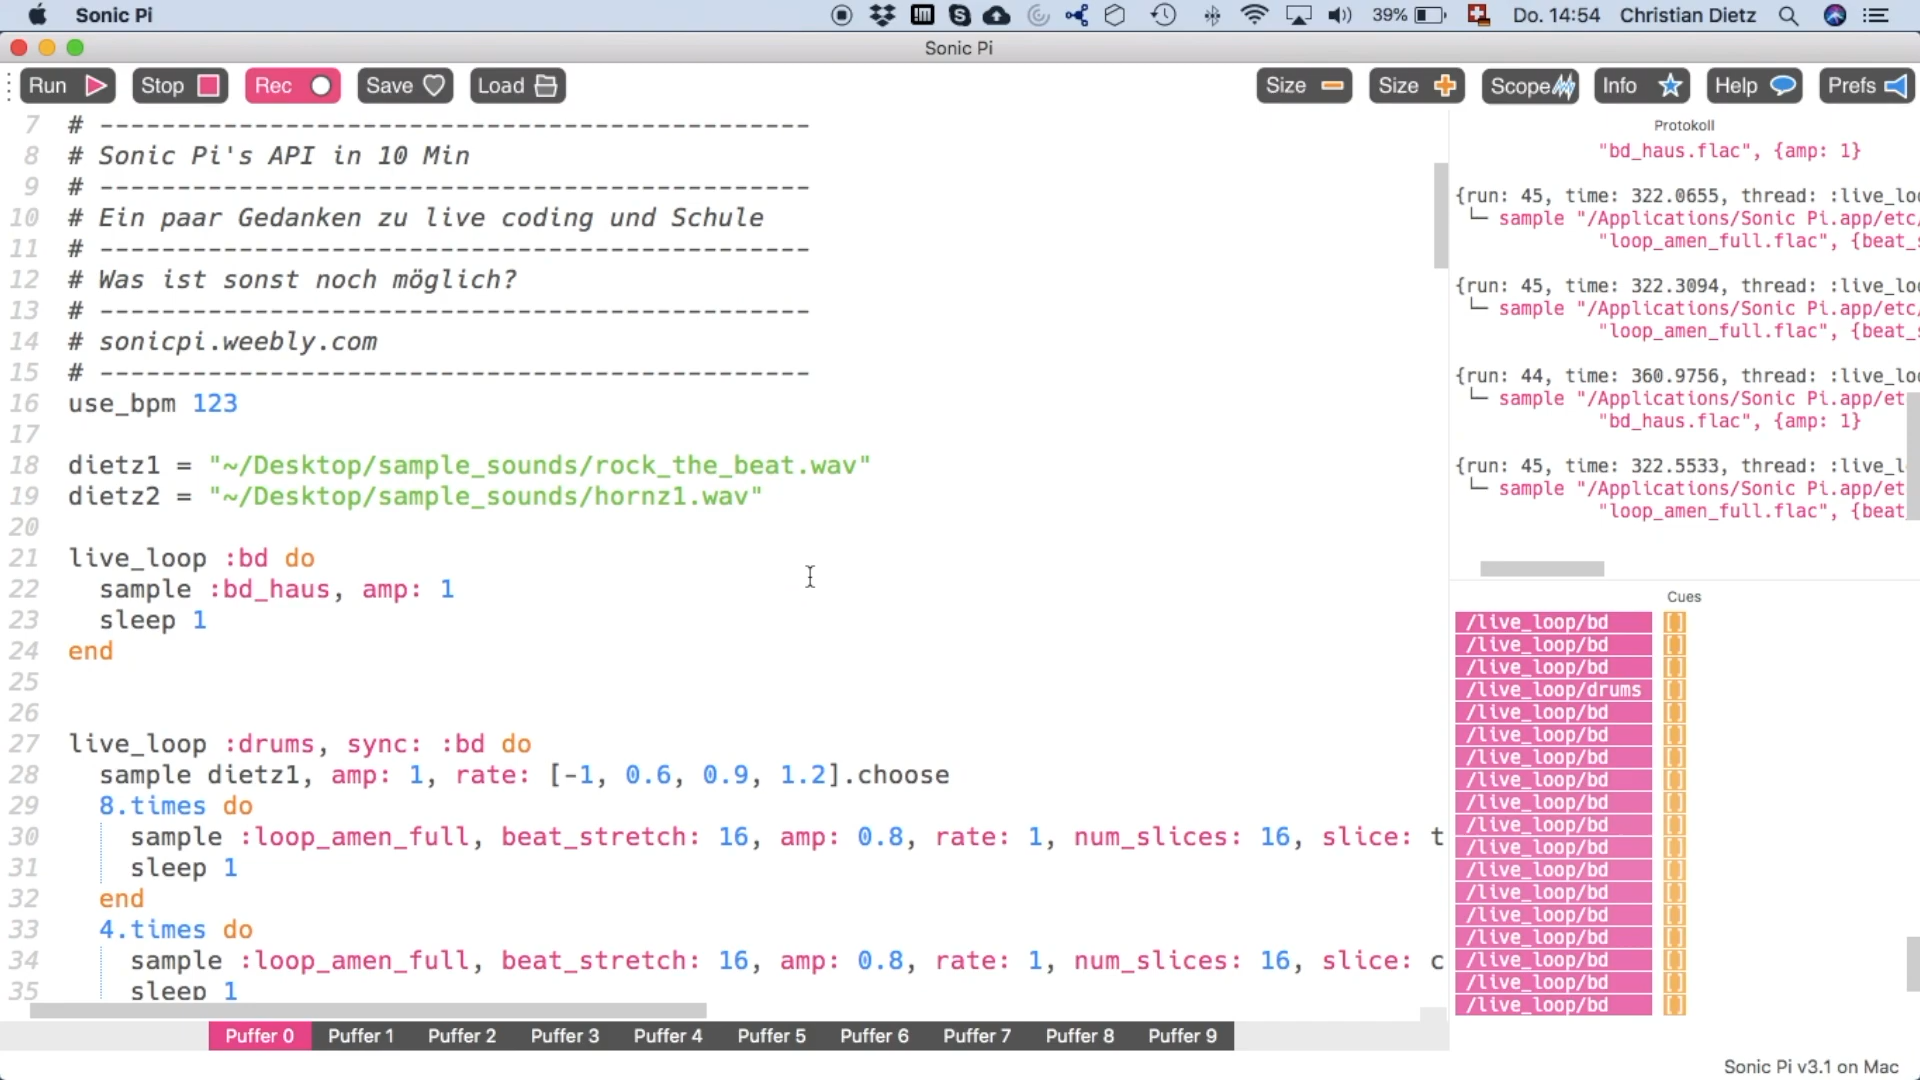 Sonic Pi
39%
Do. 14:54
Christian Dietz
Sonic Pi
Run
Stop
Rec
Save
Load
Size
Size
Scope
Info
Help
Prefs
7 # ----------------------------------------------
8 # Sonic Pi's API in 10 Min
9 # ----------------------------------------------
10 # Ein paar Gedanken zu live coding und Schule
11 # ----------------------------------------------
12 # Was ist sonst noch möglich?
13 # ----------------------------------------------
14 # sonicpi.weebly.com
15 # ----------------------------------------------
16 use_bpm 123
17
18 dietz1 = "~/Desktop/sample_sounds/rock_the_beat.wav"
19 dietz2 = "~/Desktop/sample_sounds/hornz1.wav"
20
21 live_loop :bd do
22 sample :bd_haus, amp: 1
23 sleep 1
24 end
25
26
27 live_loop :drums, sync: :bd do
28 sample dietz1, amp: 1, rate: [-1, 0.6, 0.9, 1.2].choose
29 8.times do
30 sample :loop_amen_full, beat_stretch: 16, amp: 0.8, rate: 1, num_slices: 16, slice: t
31 sleep 1
32 end
33 4.times do
34 sample :loop_amen_full, beat_stretch: 16, amp: 0.8, rate: 1, num_slices: 16, slice: c
35 sleep 1
Puffer 0
Puffer 1
Puffer 2
Puffer 3
Puffer 4
Puffer 5
Puffer 6
Puffer 7
Puffer 8
Puffer 9
Protokoll
"bd_haus.flac", {amp: 1}
{run: 45, time: 322.0655, thread: :live_loo
└─ sample "/Applications/Sonic Pi.app/etc/
"loop_amen_full.flac", {beat_s
{run: 45, time: 322.3094, thread: :live_loo
└─ sample "/Applications/Sonic Pi.app/etc/
"loop_amen_full.flac", {beat_s
{run: 44, time: 360.9756, thread: :live_loo
└─ sample "/Applications/Sonic Pi.app/et
"bd_haus.flac", {amp: 1}
{run: 45, time: 322.5533, thread: :live_l
└─ sample "/Applications/Sonic Pi.app/et
"loop_amen_full.flac", {beat_
Cues
/live_loop/bd []
/live_loop/bd []
/live_loop/bd []
/live_loop/drums []
/live_loop/bd []
/live_loop/bd []
/live_loop/bd []
/live_loop/bd []
/live_loop/bd []
/live_loop/bd []
/live_loop/bd []
/live_loop/bd []
/live_loop/bd []
/live_loop/bd []
/live_loop/bd []
/live_loop/bd []
/live_loop/bd []
/live_loop/bd []
Sonic Pi v3.1 on Mac